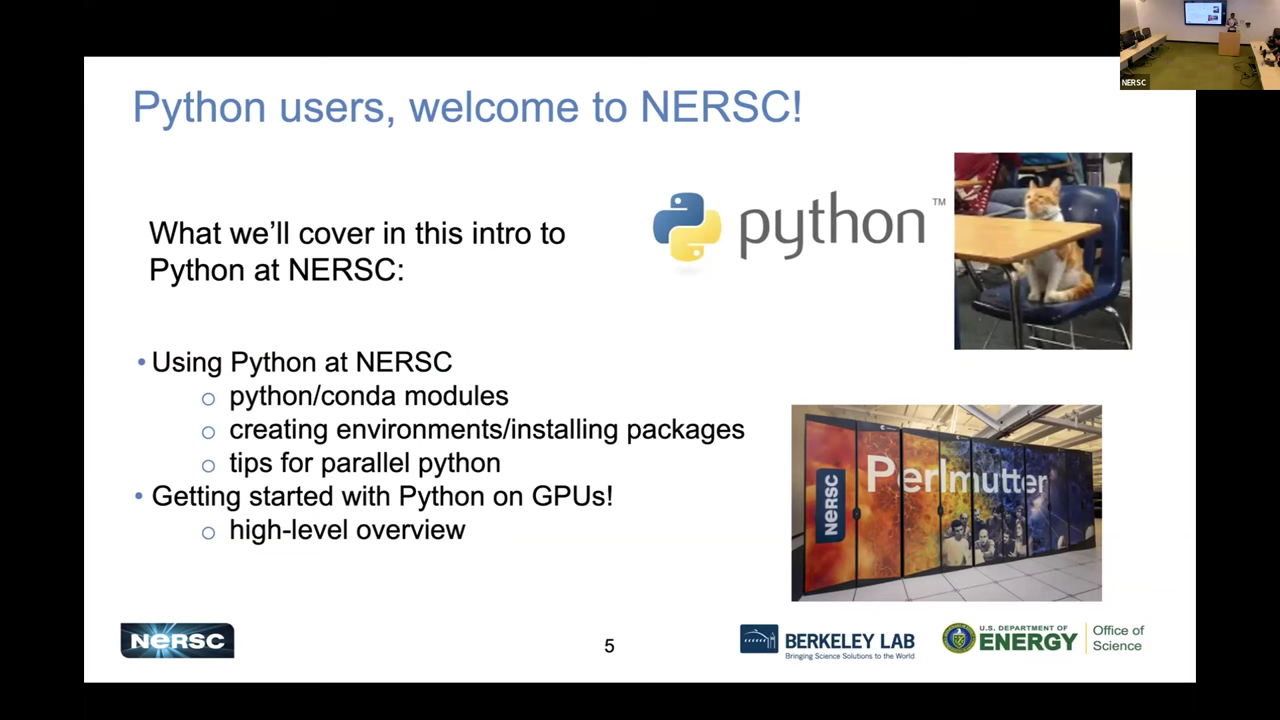 NERSC
Python users, welcome to NERSC!
What we'll cover in this intro to
Python at NERSC:
python™
• Using Python at NERSC
○ python/conda modules
○ creating environments/installing packages
○ tips for parallel python
• Getting started with Python on GPUs!
○ high-level overview
NERSC
Perlmutter
NERSC
5
BERKELEY LAB
Bringing Science Solutions to the World
U.S. DEPARTMENT OF
ENERGY
Office of
Science